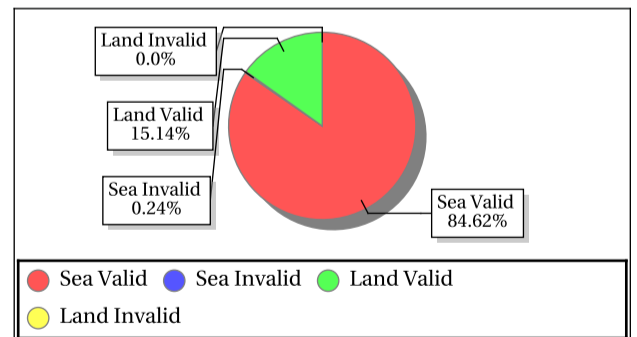 Land Invalid
0.0%
Land Valid
15.14%
Sea Invalid
0.24%
Sea Valid
84.62%
Sea Valid Sea Invalid Land Valid
Land Invalid